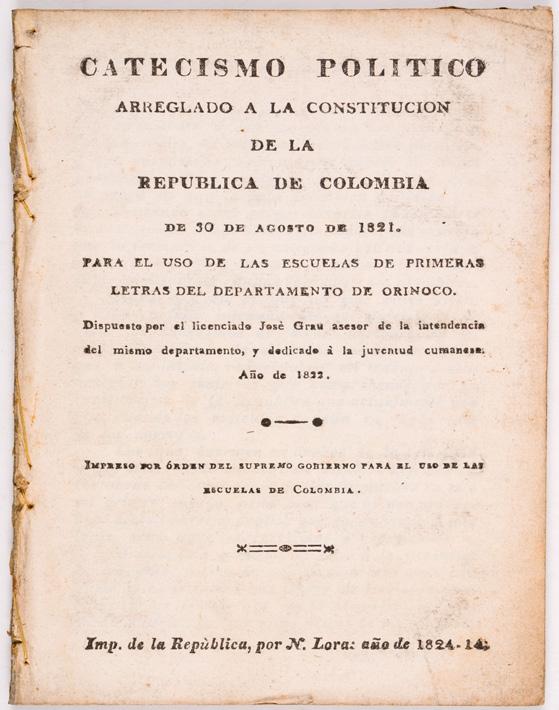 CATECISMO POLITICO
ARREGLADO A LA CONSTITUCION
DE LA
REPUBLICA DE COLOMBIA
DE 30 DE AGOSTO DE 1821.
PARA EL USO DE LAS ESCUELAS DE PRIMERAS
LETRAS DEL DEPARTAMENTO DE ORINOCO.
Dispuesto por el licenciado Josè Grau asesor de la intendencia
del mismo departamento, y dedicado à la juventud cumanesa.
Año de 1822.
IMPRESO POR ÓRDEN DEL SUPREMO GOBIERNO PARA EL USO DE LAS
ESCUELAS DE COLOMBIA.
Imp. de la Repùblica, por N. Lora: año de 1824-14.